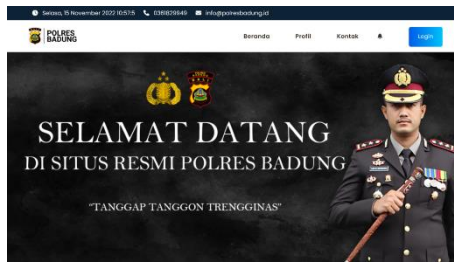 Selasa, 15 November 2022 10:57:5 0361829949 info@polresbadung.id
POLRES
BADUNG
Beranda Profil Kontak Login
SELAMAT DATANG
DI SITUS RESMI POLRES BADUNG
"TANGGAP TANGGON TRENGGINAS"